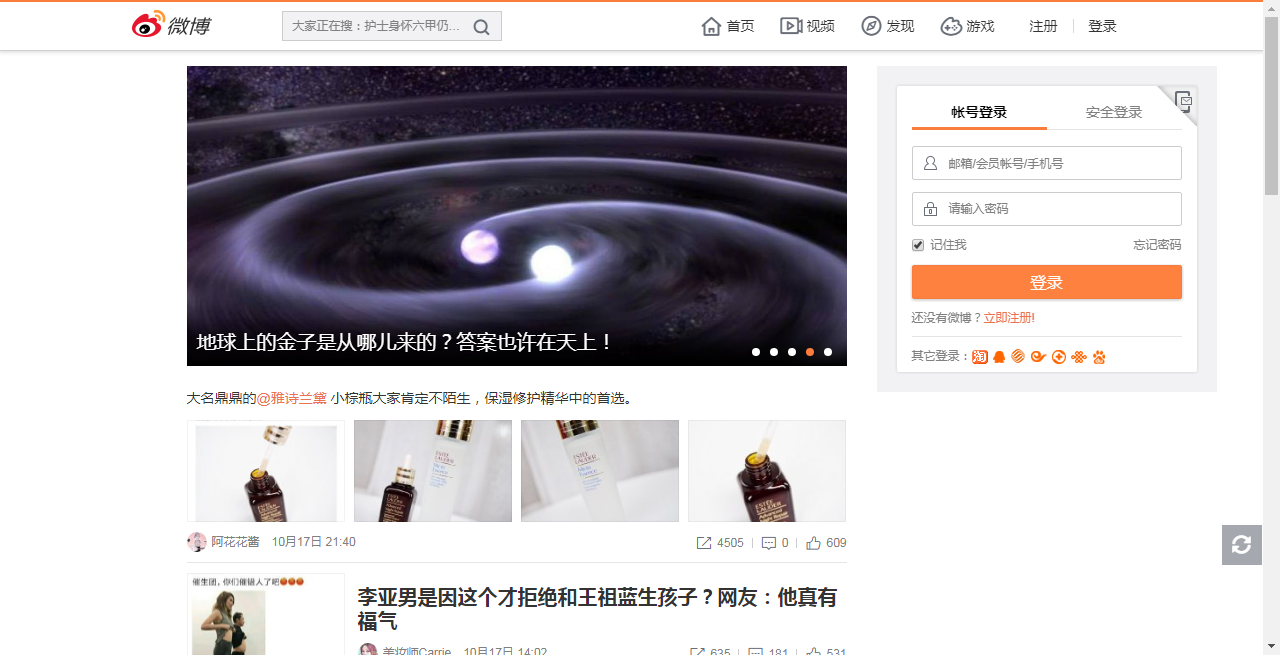 微博
大家正在搜：护士身怀六甲仍...
首页
视频
发现
游戏
注册
登录
地球上的金子是从哪儿来的？答案也许在天上！
帐号登录
安全登录
邮箱/会员帐号/手机号
请输入密码
记住我
忘记密码
登录
还没有微博？立即注册!
其它登录：
淘
大名鼎鼎的@雅诗兰黛 小棕瓶大家肯定不陌生，保湿修护精华中的首选。
ESTEE LAUDER
阿花花酱 10月17日 21:40
4505
0
609
催生团，你们催错人了吧
李亚男是因这个才拒绝和王祖蓝生孩子？网友：他真有
福气
美妆师Carrie 10月17日 14:02
635
181
531